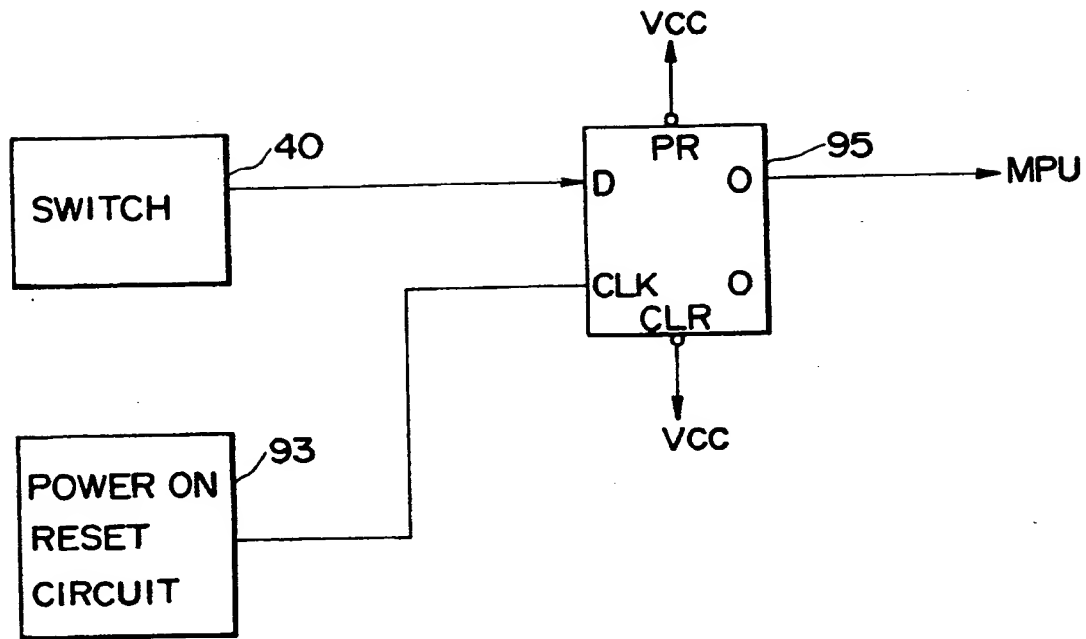 VCC
40
SWITCH
PR
95
D
O
MPU
CLK
O
CLR
VCC
93
POWER ON
RESET
CIRCUIT